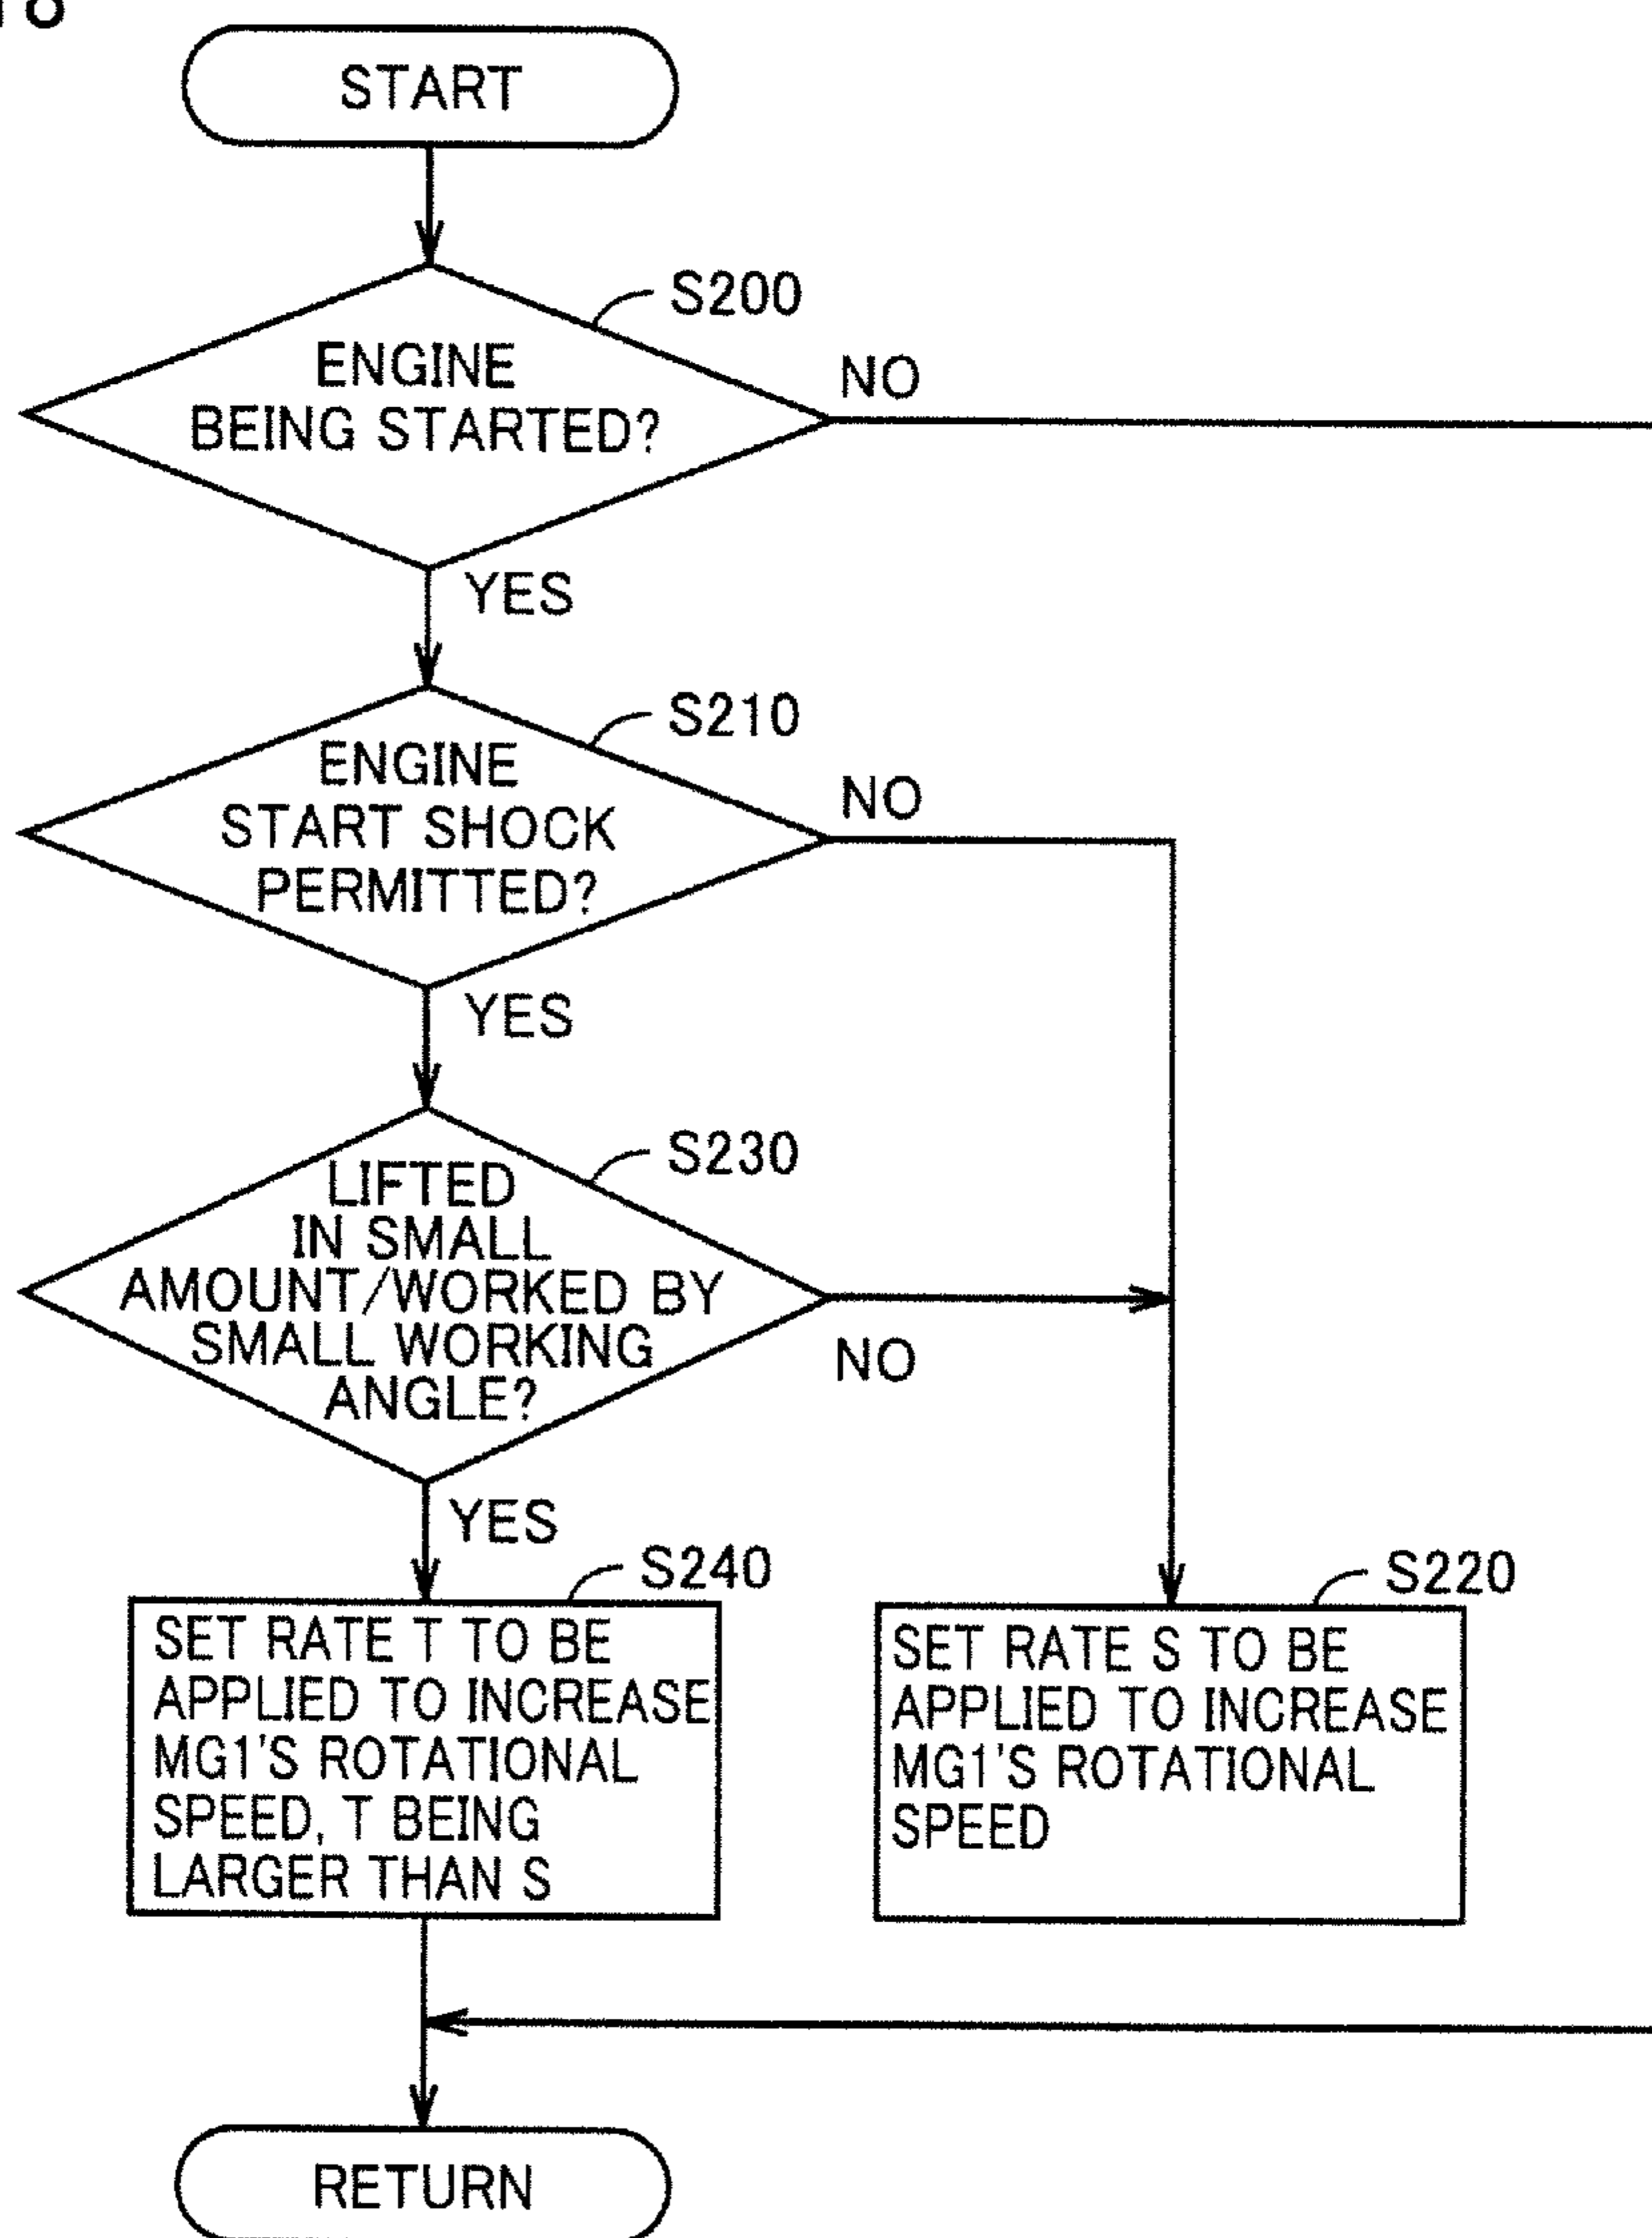 18
START
S200
ENGINE
BEING STARTED?
NO
YES
S210
ENGINE
START SHOCK
PERMITTED?
NO
YES
S230
LIFTED
IN SMALL
AMOUNT/WORKED BY
SMALL WORKING
ANGLE?
NO
YES
S240
SET RATE T TO BE
APPLIED TO INCREASE
MG1'S ROTATIONAL
SPEED, T BEING
LARGER THAN S
S220
SET RATE S TO BE
APPLIED TO INCREASE
MG1'S ROTATIONAL
SPEED
RETURN